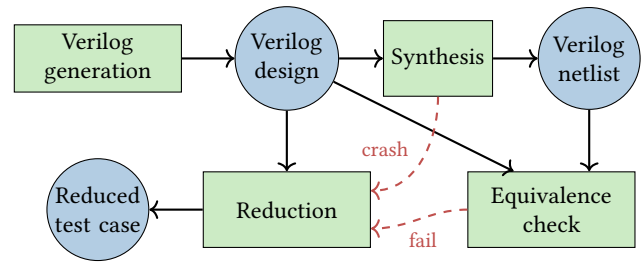 Verilog
generation
Verilog
design
Synthesis
Verilog
netlist
crash
Reduced
test case
Reduction
fail
Equivalence
check